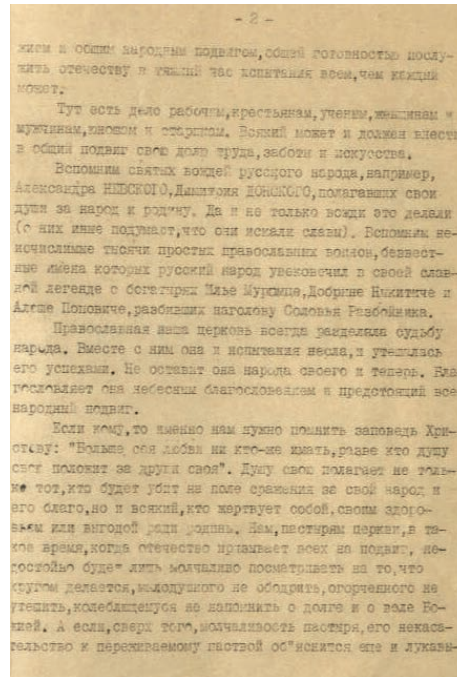 - 2 -
жием и общим народным подвигом, общей готовностью послу-
жить отечеству в тяжкий час испытания всем, чем каждый
может.
Тут есть дело рабочим, крестьянам, ученым, женщинам и
мужчинам, юношам и старикам. Всякий может и должен внести
в общий подвиг свою долю труда, заботы и искусства.
Вспомним святых вождей русского народа, например,
Александра НЕВСКОГО, Димитрия ДОНСКОГО, полагавших свои
души за народ и родину. Да и не только вожди это делали
(о них иные подумают, что они искали славы). Вспомним не-
исчислимые тысячи простых православных воинов, безвест-
ные имена которых русский народ увековечил в своей слав-
ной легенде о богатырях Илье Муромце, Добрыне Никитиче и
Алеше Поповиче, разбивших наголову Соловья Разбойника.
Православная наша церковь всегда разделяла судьбу
народа. Вместе с ним она и испытания несла, и утешалась
его успехами. Не оставит она народа своего и теперь. Бла
гословляет она небесным благословением и предстоящий все
народный подвиг.
Если кому, то именно нам нужно помнить заповедь Хри-
стову: "Больше сея любви никто-же имать, разве кто душу
свою положит за други своя". Душу свою полагает не толь-
ко тот, кто будет убит на поле сражения за свой народ и
его благо, но и всякий, кто жертвует собой, своим здоро-
вьем или выгодой ради родины. Нам, пастырям церкви, в та-
кое время, когда отечество призывает всех на подвиг, не-
достойно будет лишь молчаливо посматривать на то, что
кругом делается, малодушного не ободрить, огорченного не
утешить, колеблющемуся не напомнить о долге и о воле Бо-
жией. А если, сверх того, молчаливость пастыря, его некаса-
тельство к переживаемому паствой об"яснится еще и лукавы-